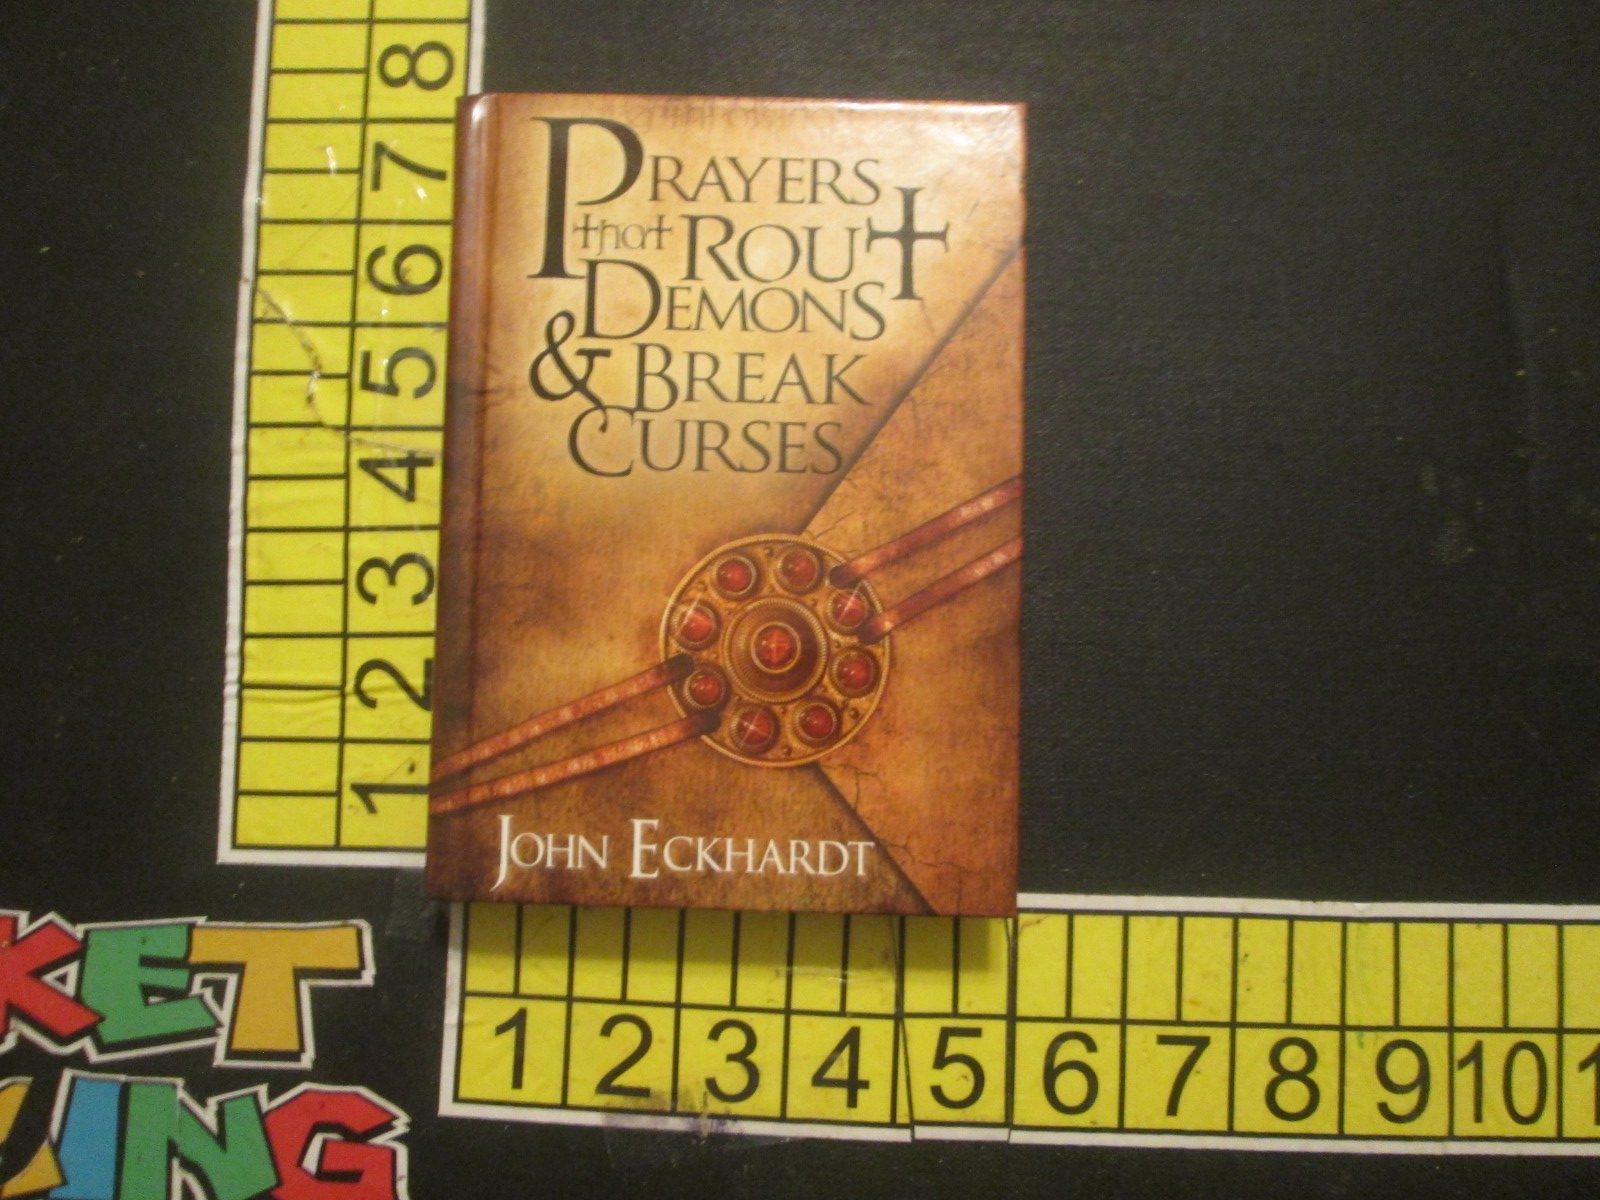 8
7
6
5
4
3
2
1
PRAYERS
that ROUT
DEMONS
& BREAK
CURSES
JOHN ECKHARDT
KET
ING
1 2 3 4 5 6 7 8 9 10 1